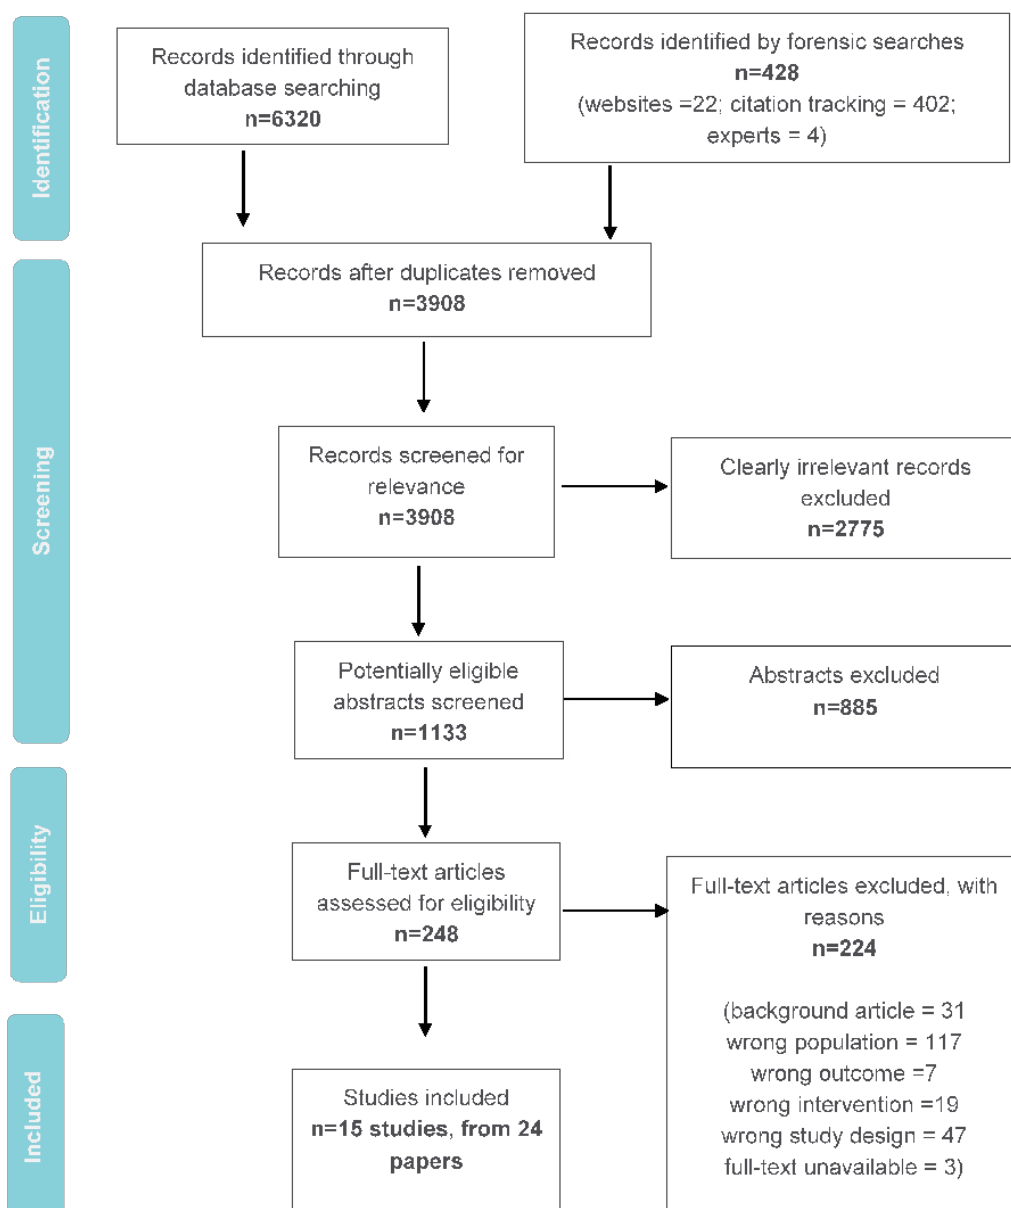 Identification
Records identified through
database searching
n=6320
Records identified by forensic searches
n=428
(websites =22; citation tracking = 402;
experts = 4)
Screening
Records after duplicates removed
n=3908
Records screened for
relevance
n=3908
Clearly irrelevant records
excluded
n=2775
Potentially eligible
abstracts screened
n=1133
Abstracts excluded
n=885
Eligibility
Full-text articles
assessed for eligibility
n=248
Full-text articles excluded, with
reasons
n=224
(background article = 31
wrong population = 117
wrong outcome =7
wrong intervention =19
wrong study design = 47
full-text unavailable = 3)
Included
Studies included
n=15 studies, from 24
papers